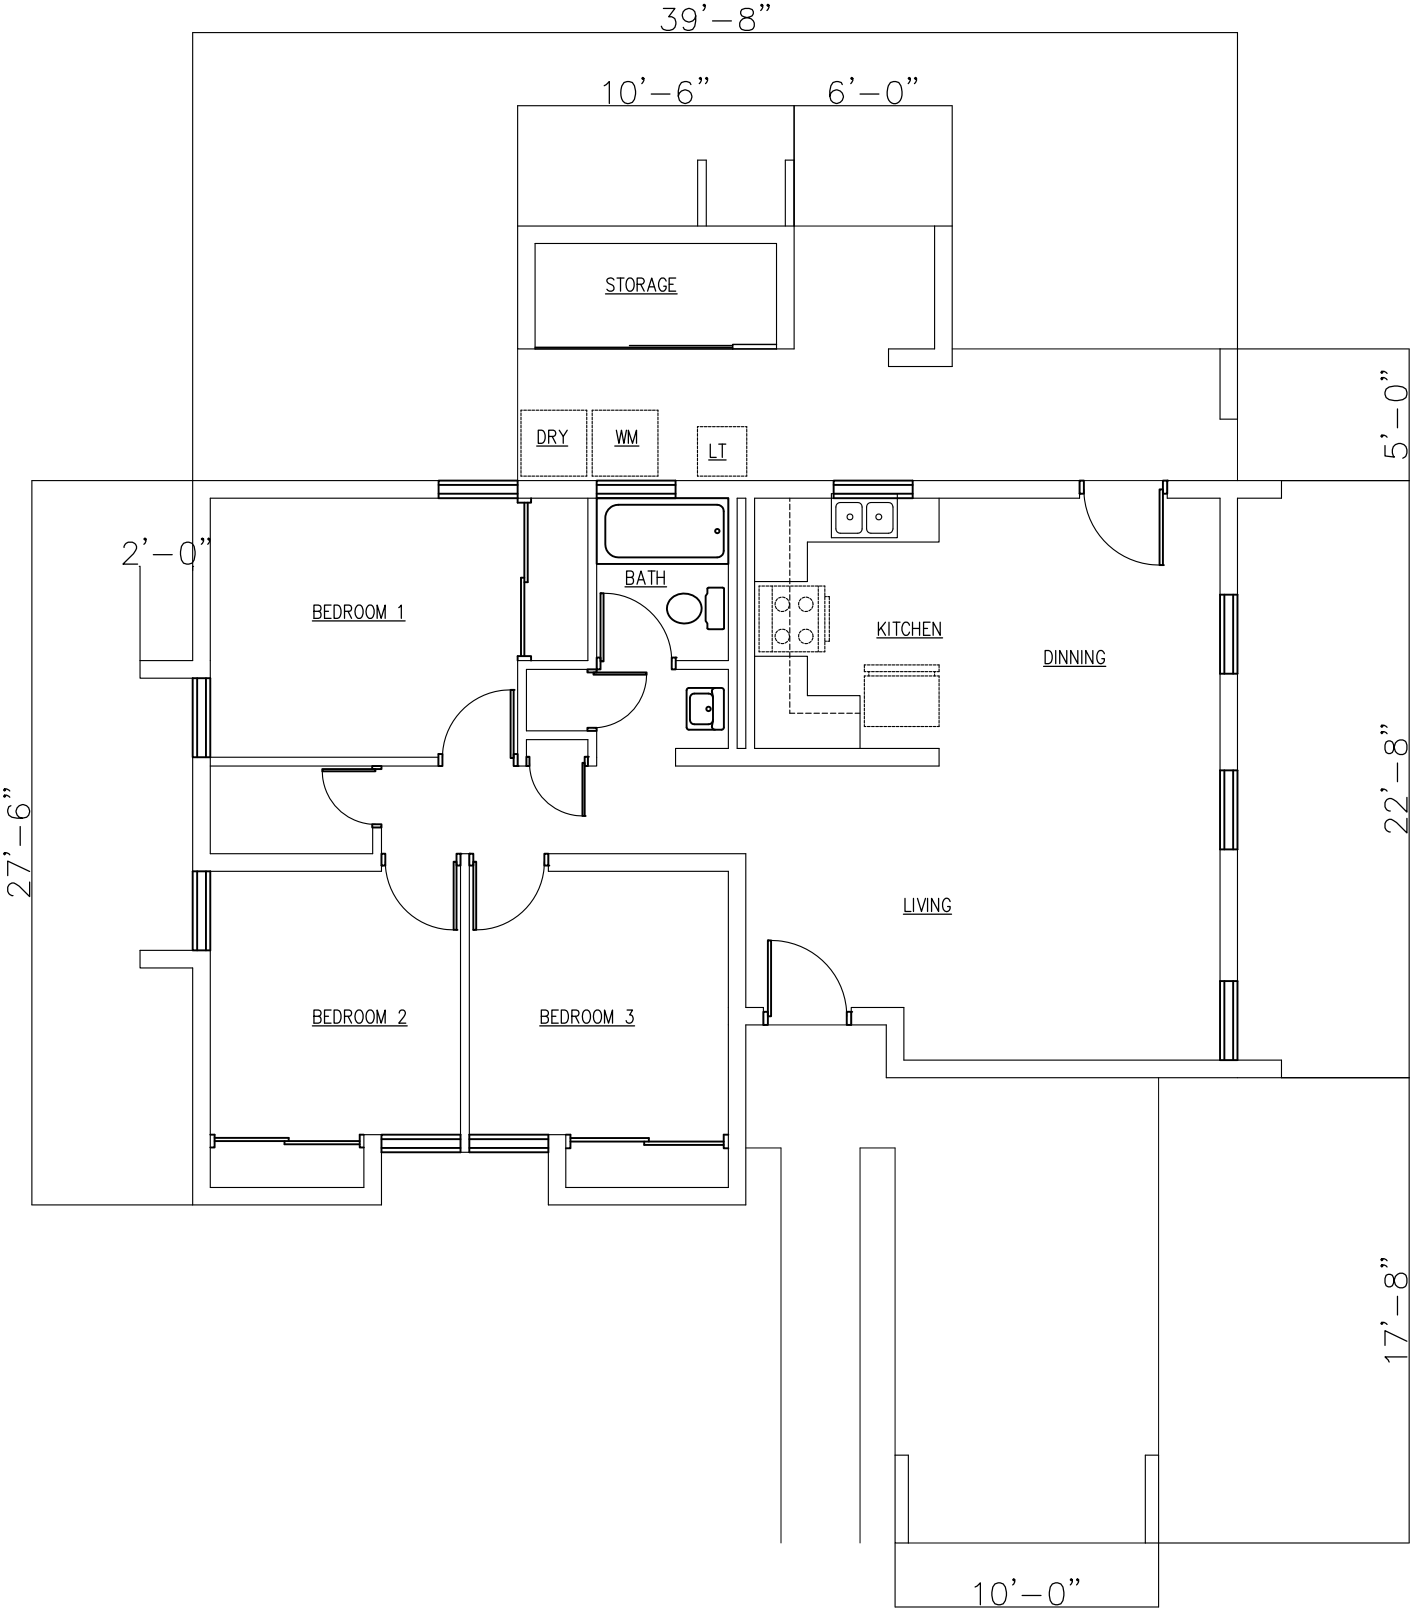 39'-8"
10'-6"
6'-0"
STORAGE
5'-0"
DRY
WM
LT
2'-0"
BATH
BEDROOM 1
KITCHEN
DINNING
22'-8"
27'-6"
LIVING
BEDROOM 2
BEDROOM 3
17'-8"
10'-0"